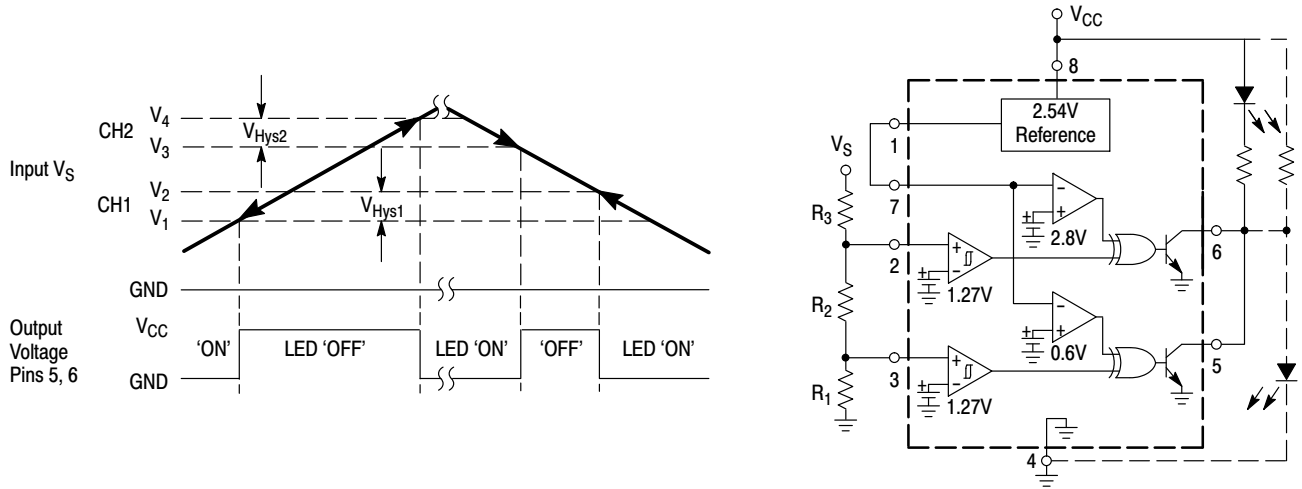 Input VS
CH2
CH1
V4
V3
V2
V1
VHys2
VHys1
GND
Output
Voltage
Pins 5, 6
VCC
GND
'ON'
LED 'OFF'
LED 'ON'
'OFF'
LED 'ON'
VCC
8
2.54V
Reference
1
VS
7
R3
2
R2
3
R1
+
-
1.27V
+
-
+
2.8V
+
6
+
-
1.27V
+
-
+
0.6V
+
5
4